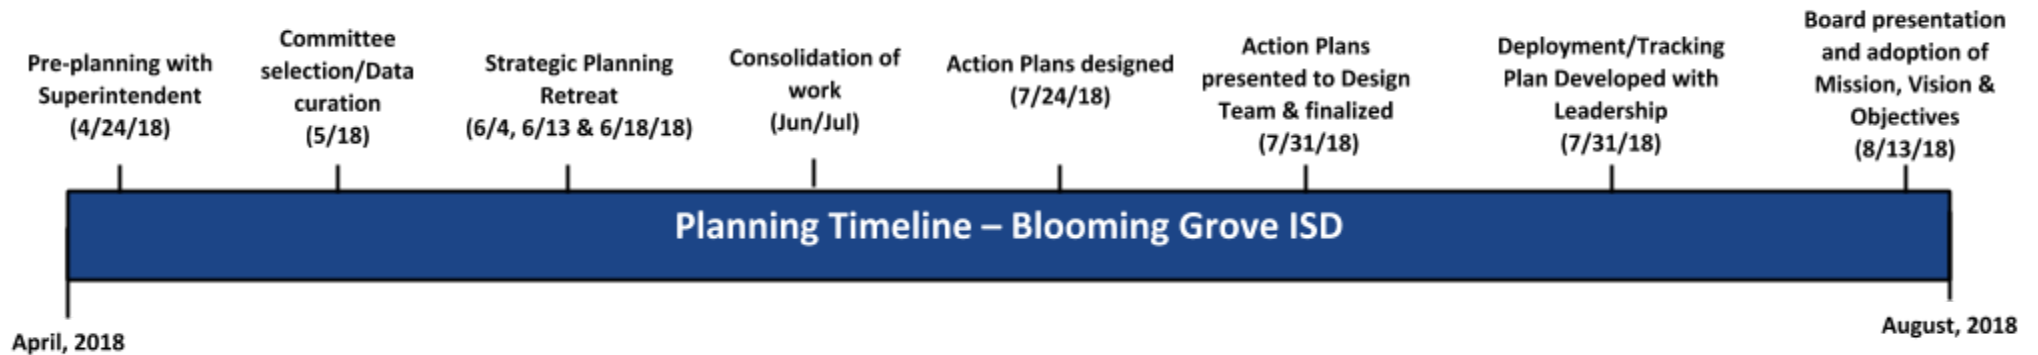 Pre-planning with
Superintendent
(4/24/18)
Committee
selection/Data
curation
(5/18)
Strategic Planning
Retreat
(6/4, 6/13 & 6/18/18)
Consolidation of
work
(Jun/Jul)
Action Plans designed
(7/24/18)
Action Plans
presented to Design
Team & finalized
(7/31/18)
Deployment/Tracking
Plan Developed with
Leadership
(7/31/18)
Board presentation
and adoption of
Mission, Vision &
Objectives
(8/13/18)
Planning Timeline – Blooming Grove ISD
April, 2018
August, 2018